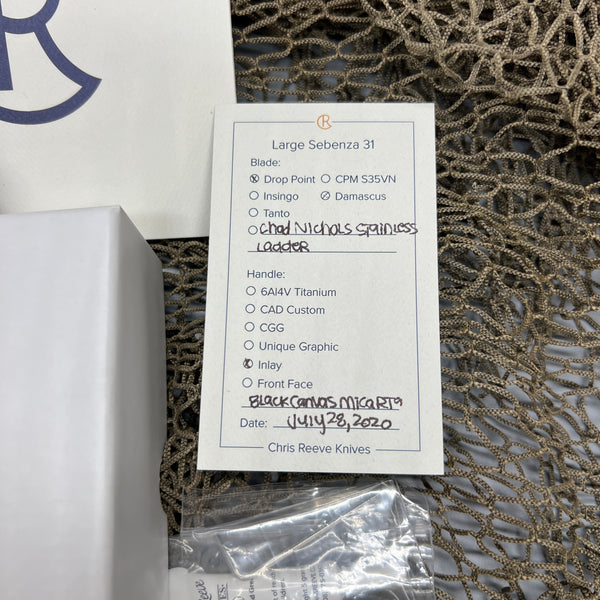 R
Large Sebenza 31
Blade:
Drop Point CPM S35VN
Insingo Damascus
Tanto
Chad Nichols Stainless
Ladder
Handle:
6Al4V Titanium
CAD Custom
CGG
Unique Graphic
Inlay
Front Face
Black Canvas Micarta
Date: July 28, 2020
Chris Reeve Knives